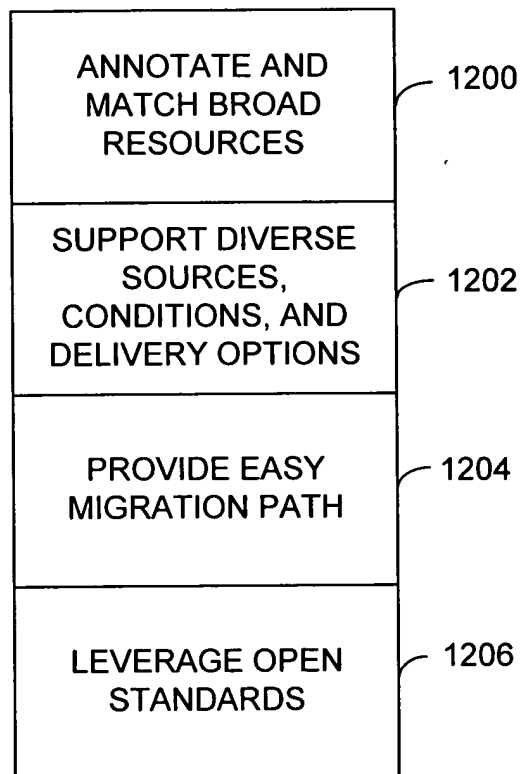 ANNOTATE AND
MATCH BROAD
RESOURCES
1200
SUPPORT DIVERSE
SOURCES,
CONDITIONS, AND
DELIVERY OPTIONS
1202
PROVIDE EASY
MIGRATION PATH
1204
LEVERAGE OPEN
STANDARDS
1206